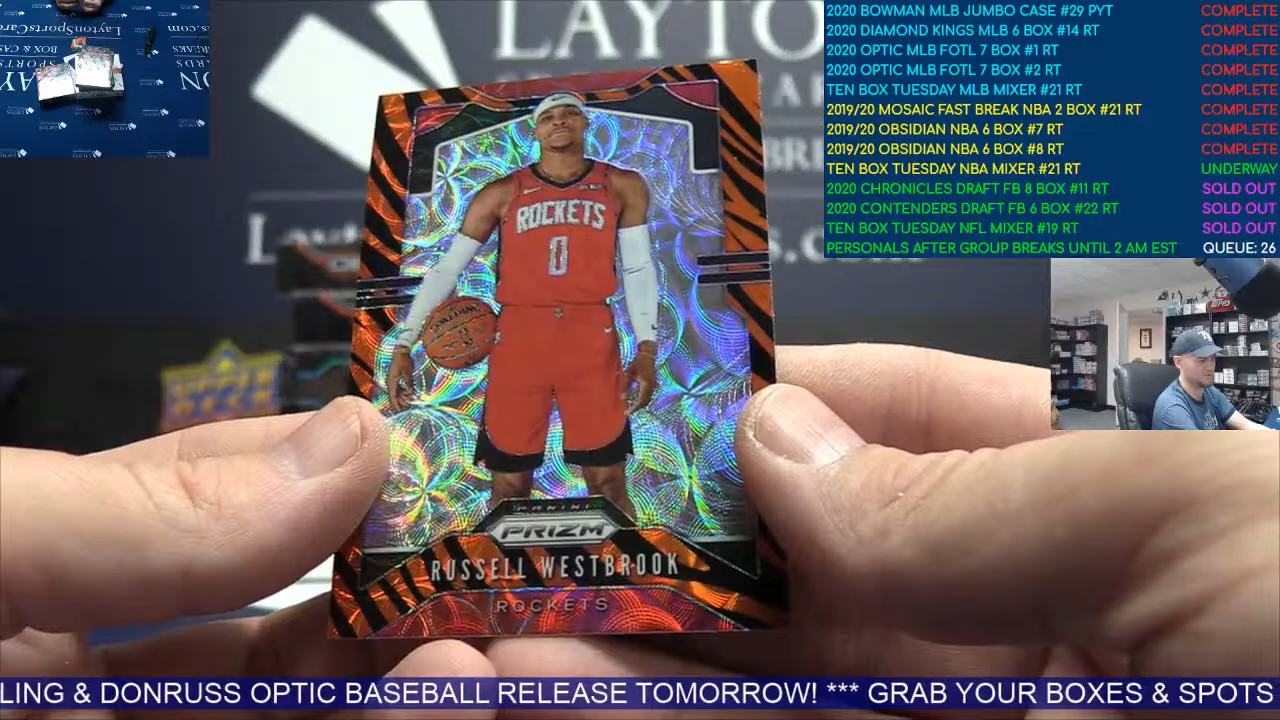 2020 BOWMAN MLB JUMBO CASE #29 PYT COMPLETE
2020 DIAMOND KINGS MLB 6 BOX #14 RT COMPLETE
2020 OPTIC MLB FOTL 7 BOX #1 RT COMPLETE
2020 OPTIC MLB FOTL 7 BOX #2 RT COMPLETE
TEN BOX TUESDAY MLB MIXER #21 RT COMPLETE
2019/20 MOSAIC FAST BREAK NBA 2 BOX #21 RT COMPLETE
2019/20 OBSIDIAN NBA 6 BOX #7 RT COMPLETE
2019/20 OBSIDIAN NBA 6 BOX #8 RT COMPLETE
TEN BOX TUESDAY NBA MIXER #21 RT UNDERWAY
2020 CHRONICLES DRAFT FB 8 BOX #11 RT SOLD OUT
2020 CONTENDERS DRAFT FB 6 BOX #22 RT SOLD OUT
TEN BOX TUESDAY NFL MIXER #19 RT SOLD OUT
PERSONALS AFTER GROUP BREAKS UNTIL 2 AM EST QUEUE: 26
LAYTO
ROCKETS
0
PANINI
PRIZM
RUSSELL WESTBROOK
ROCKETS
LING & DONRUSS OPTIC BASEBALL RELEASE TOMORROW! *** GRAB YOUR BOXES & SPOTS